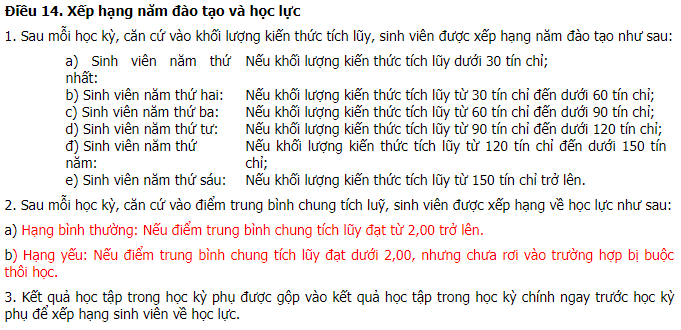 Điều 14. Xếp hạng năm đào tạo và học lực
1. Sau mỗi học kỳ, căn cứ vào khối lượng kiến thức tích lũy, sinh viên được xếp hạng năm đào tạo như sau:
a) Sinh viên năm thứ nhất: Nếu khối lượng kiến thức tích lũy dưới 30 tín chỉ;
b) Sinh viên năm thứ hai: Nếu khối lượng kiến thức tích lũy từ 30 tín chỉ đến dưới 60 tín chỉ;
c) Sinh viên năm thứ ba: Nếu khối lượng kiến thức tích lũy từ 60 tín chỉ đến dưới 90 tín chỉ;
d) Sinh viên năm thứ tư: Nếu khối lượng kiến thức tích lũy từ 90 tín chỉ đến dưới 120 tín chỉ;
đ) Sinh viên năm thứ năm: Nếu khối lượng kiến thức tích lũy từ 120 tín chỉ đến dưới 150 tín chỉ;
e) Sinh viên năm thứ sáu: Nếu khối lượng kiến thức tích lũy từ 150 tín chỉ trở lên.
2. Sau mỗi học kỳ, căn cứ vào điểm trung bình chung tích luỹ, sinh viên được xếp hạng về học lực như sau:
a) Hạng bình thường: Nếu điểm trung bình chung tích lũy đạt từ 2,00 trở lên.
b) Hạng yếu: Nếu điểm trung bình chung tích lũy đạt dưới 2,00, nhưng chưa rơi vào trường hợp bị buộc
thôi học.
3. Kết quả học tập trong học kỳ phụ được gộp vào kết quả học tập trong học kỳ chính ngay trước học kỳ
phụ để xếp hạng sinh viên về học lực.